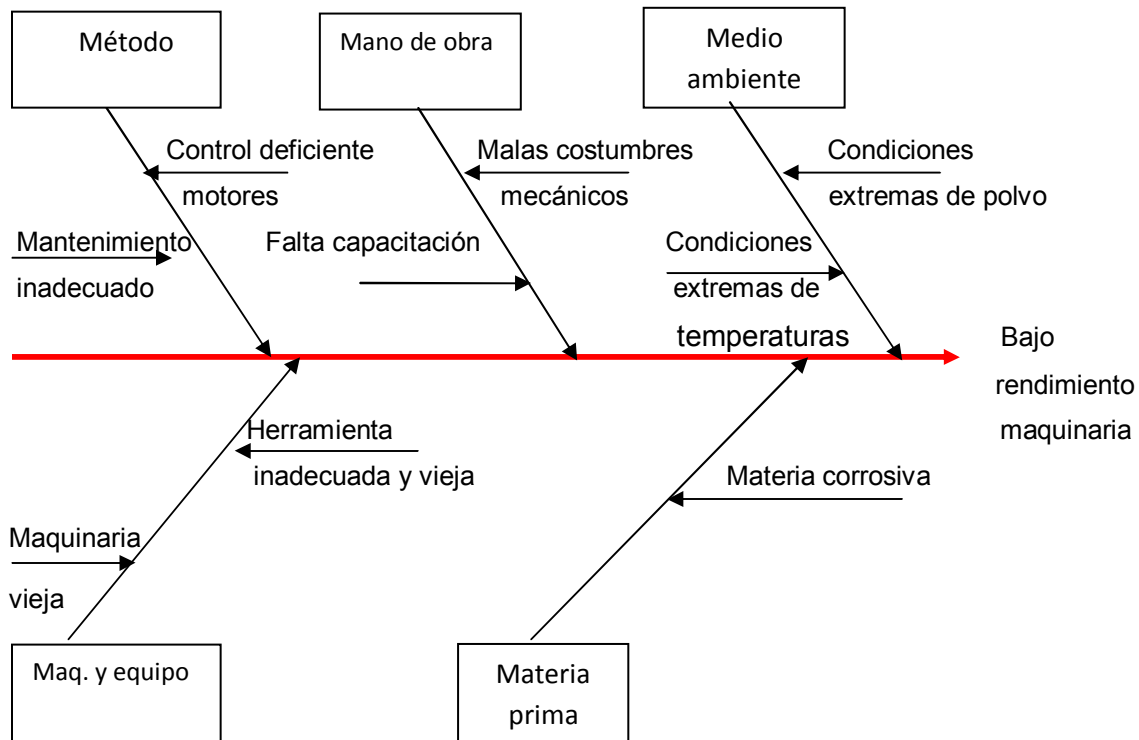 Método
Mano de obra
Medio
ambiente
Control deficiente
motores
Malas costumbres
mecánicos
Condiciones
extremas de polvo
Mantenimiento
inadecuado
Falta capacitación
Condiciones
extremas de
temperaturas
Bajo
rendimiento
maquinaria
Herramienta
inadecuada y vieja
Materia corrosiva
Maquinaria
vieja
Maq. y equipo
Materia
prima